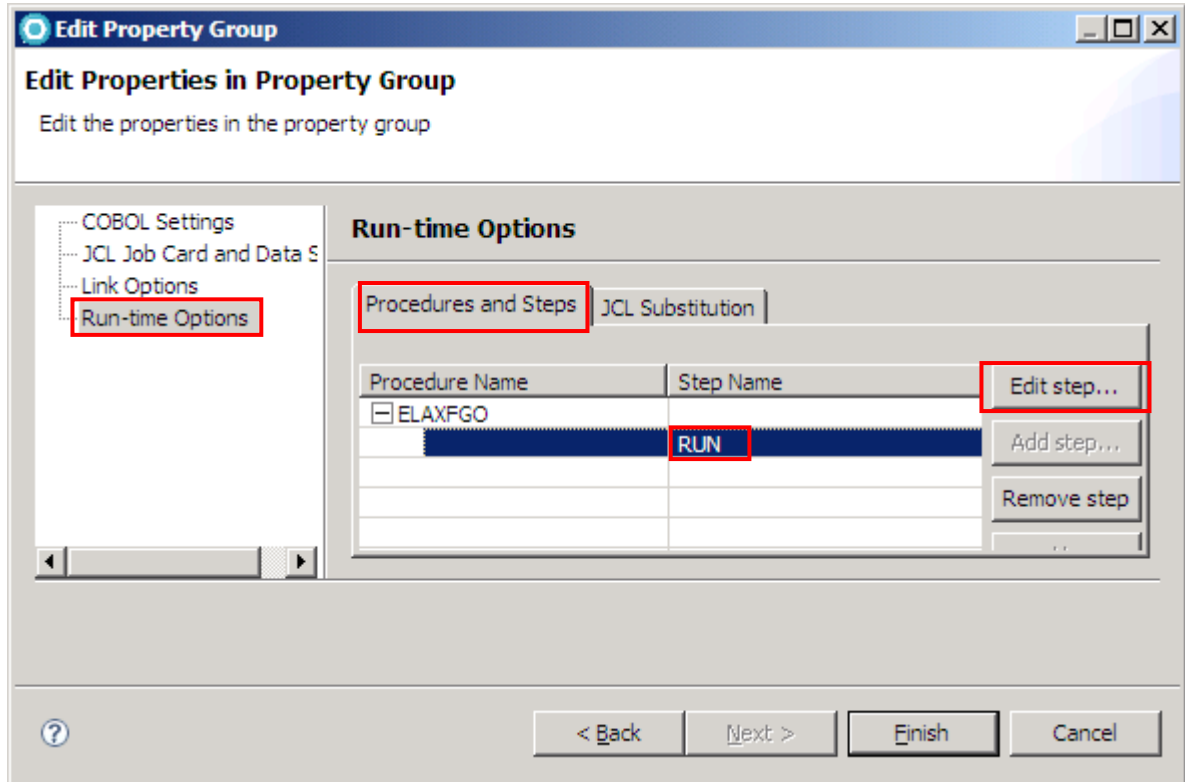 Edit Property Group
Edit Properties in Property Group
Edit the properties in the property group
COBOL Settings
JCL Job Card and Data S
Link Options
Run-time Options
Run-time Options
Procedures and Steps
JCL Substitution
Procedure Name Step Name
ELAXFGO
RUN
Edit step...
Add step...
Remove step
< Back Next > Finish Cancel